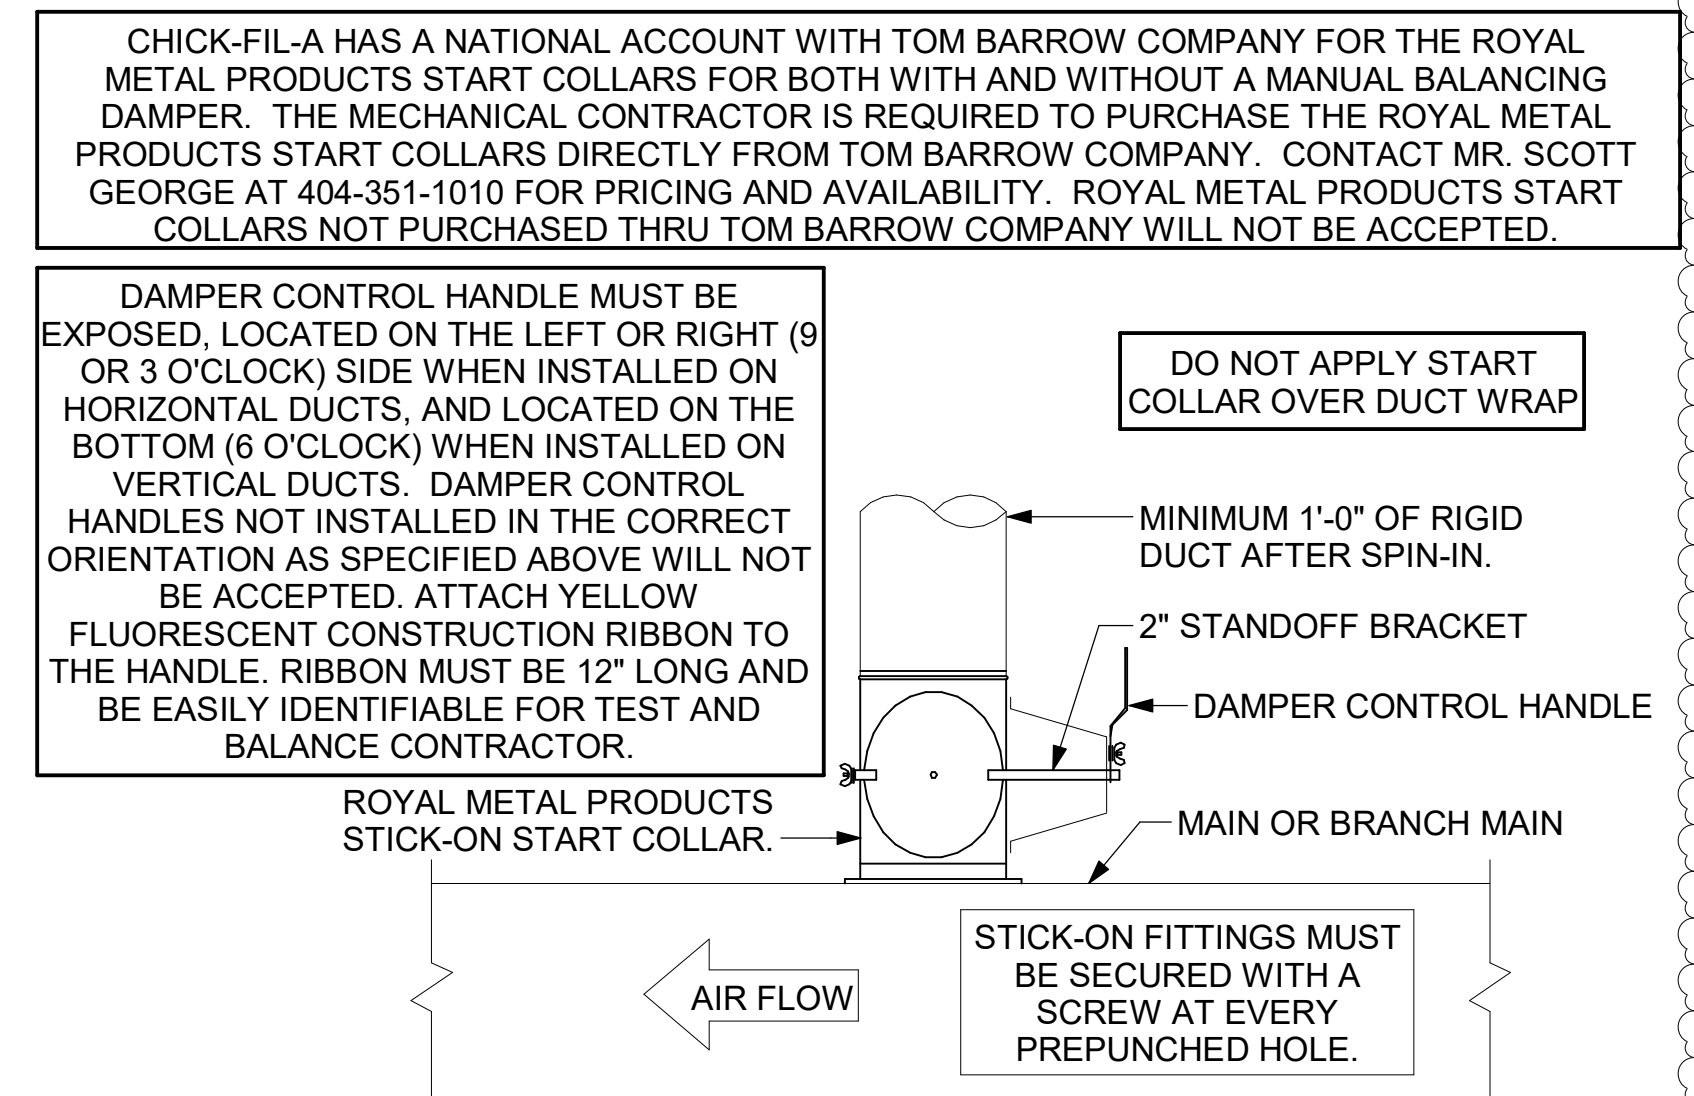 CHICK-FIL-A HAS A NATIONAL ACCOUNT WITH TOM BARROW COMPANY FOR THE ROYAL
METAL PRODUCTS START COLLARS FOR BOTH WITH AND WITHOUT A MANUAL BALANCING
DAMPER. THE MECHANICAL CONTRACTOR IS REQUIRED TO PURCHASE THE ROYAL METAL
PRODUCTS START COLLARS DIRECTLY FROM TOM BARROW COMPANY. CONTACT MR. SCOTT
GEORGE AT 404-351-1010 FOR PRICING AND AVAILABILITY. ROYAL METAL PRODUCTS START
COLLARS NOT PURCHASED THRU TOM BARROW COMPANY WILL NOT BE ACCEPTED.
DAMPER CONTROL HANDLE MUST BE
EXPOSED, LOCATED ON THE LEFT OR RIGHT (9
OR 3 O'CLOCK) SIDE WHEN INSTALLED ON
HORIZONTAL DUCTS, AND LOCATED ON THE
BOTTOM (6 O'CLOCK) WHEN INSTALLED ON
VERTICAL DUCTS. DAMPER CONTROL
HANDLES NOT INSTALLED IN THE CORRECT
ORIENTATION AS SPECIFIED ABOVE WILL NOT
BE ACCEPTED. ATTACH YELLOW
FLUORESCENT CONSTRUCTION RIBBON TO
THE HANDLE. RIBBON MUST BE 12" LONG AND
BE EASILY IDENTIFIABLE FOR TEST AND
BALANCE CONTRACTOR.
DO NOT APPLY START
COLLAR OVER DUCT WRAP
MINIMUM 1'-0" OF RIGID
DUCT AFTER SPIN-IN.
2" STANDOFF BRACKET
DAMPER CONTROL HANDLE
ROYAL METAL PRODUCTS
STICK-ON START COLLAR.
MAIN OR BRANCH MAIN
AIR FLOW
STICK-ON FITTINGS MUST
BE SECURED WITH A
SCREW AT EVERY
PREPUNCHED HOLE.